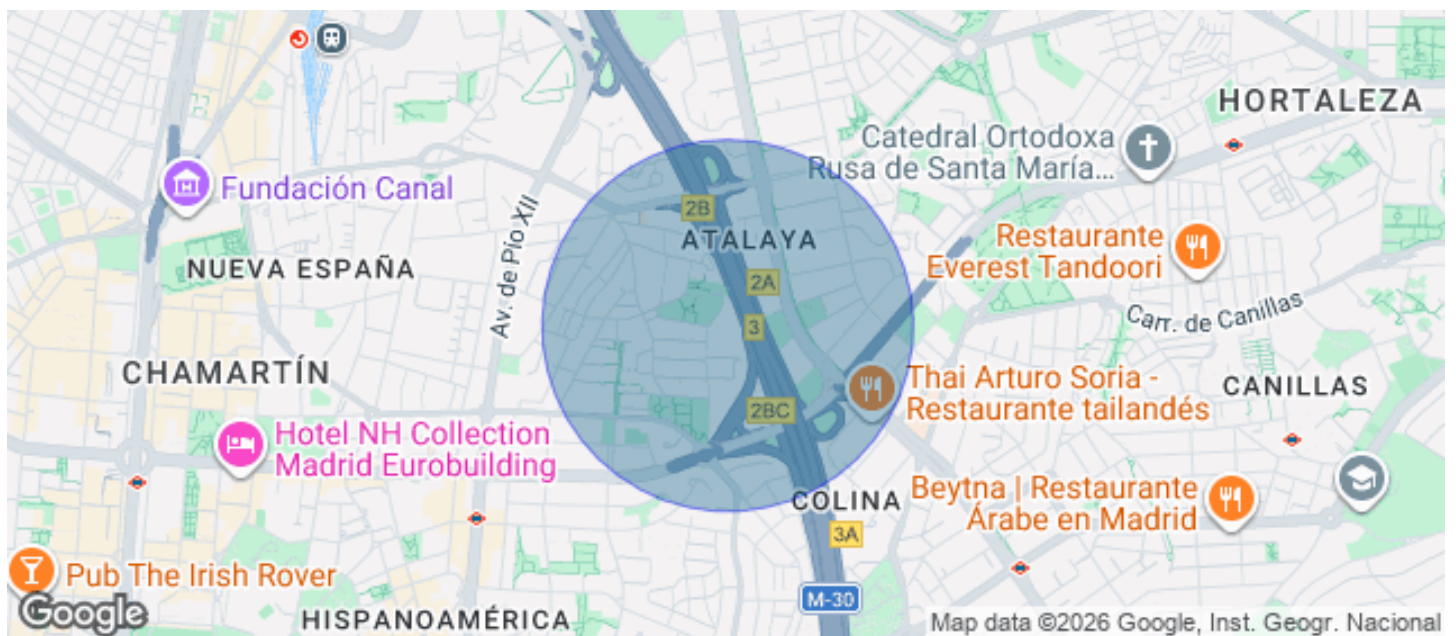 HORTALEZA
Catedral Ortodoxa
Rusa de Santa María...
Fundación Canal
2B
ATALAYA
Restaurante
Everest Tandoori
NUEVA ESPAÑA
Av. de Pío XII
2A
3
Carr. de Canillas
CHAMARTÍN
Thai Arturo Soria -
Restaurante tailandés
CANILLAS
2BC
Hotel NH Collection
Madrid Eurobuilding
COLINA
Beytna | Restaurante
Árabe en Madrid
3A
Pub The Irish Rover
M-30
Google
HISPANOAMÉRICA
Map data ©2026 Google, Inst. Geogr. Nacional